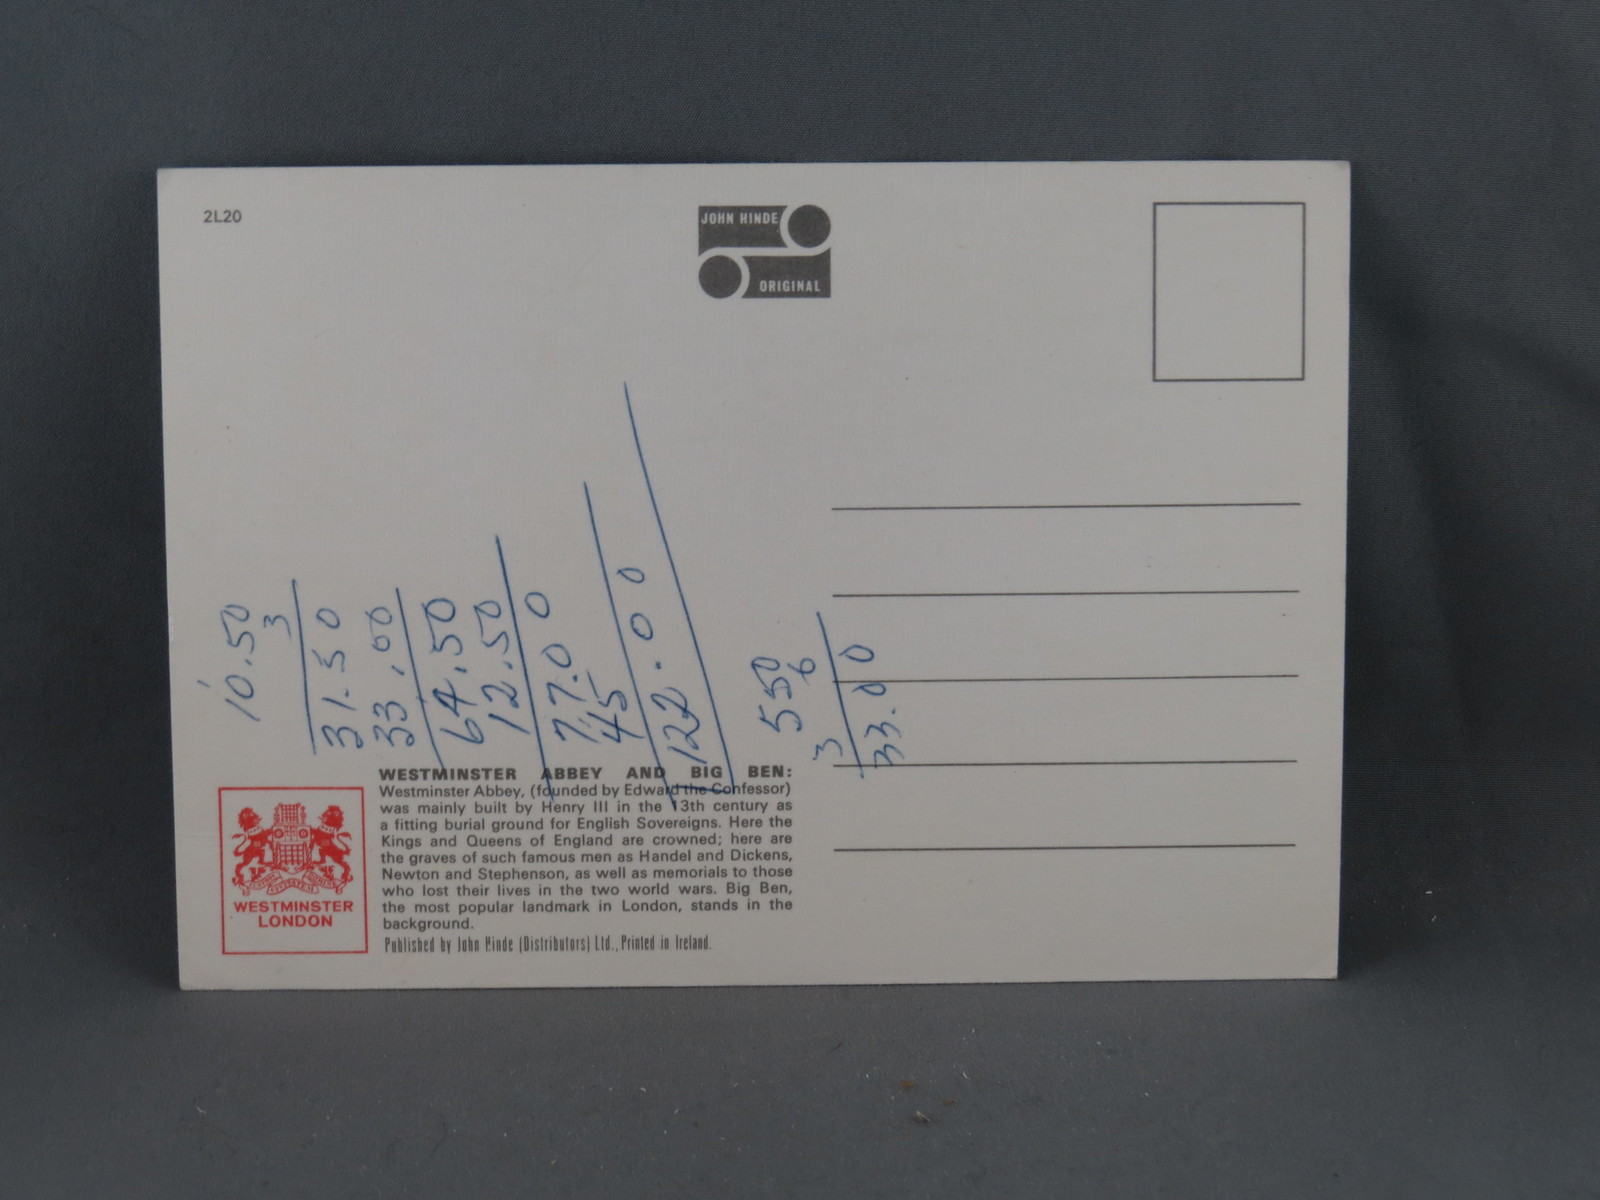 2L20
JOHN HINDE
ORIGINAL
10.50
3
31.50
33.00
64.50
12.50
77.00
45
122.00
550
6
3
33.00
WESTMINSTER ABBEY AND BIG BEN:
Westminster Abbey, (founded by Edward the Confessor)
was mainly built by Henry III in the 13th century as
a fitting burial ground for English Sovereigns. Here the
Kings and Queens of England are crowned; here are
the graves of such famous men as Handel and Dickens,
Newton and Stephenson, as well as memorials to those
who lost their lives in the two world wars. Big Ben,
the most popular landmark in London, stands in the
background.
Published by John Hinde (Distributors) Ltd., Printed in Ireland.
WESTMINSTER
LONDON